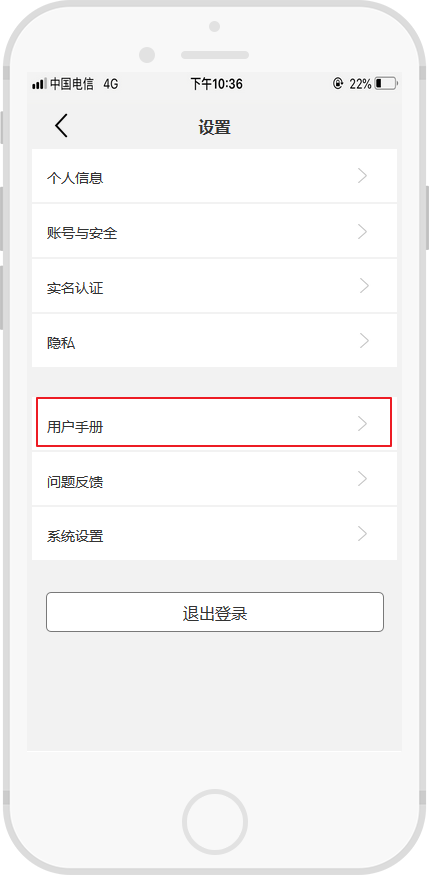 中国电信 4G 下午10:36 22%
设置
个人信息
账号与安全
实名认证
隐私
用户手册
问题反馈
系统设置
退出登录